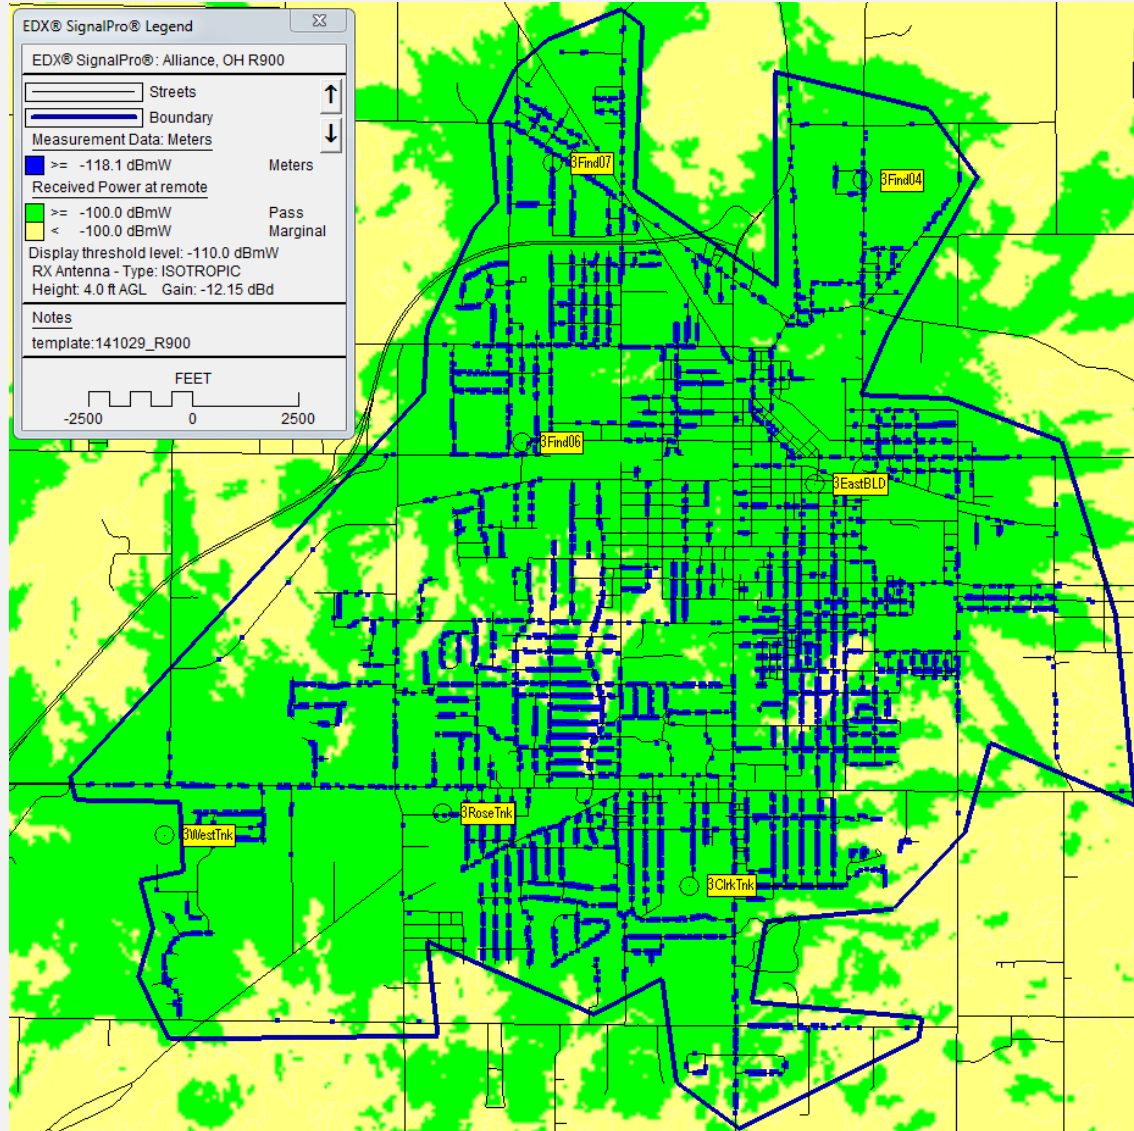 EDX® SignalPro® Legend
EDX® SignalPro®: Alliance, OH R900
Streets
Boundary
Measurement Data: Meters
>= -118.1 dBmW Meters
Received Power at remote
>= -100.0 dBmW Pass
< -100.0 dBmW Marginal
Display threshold level: -110.0 dBmW
RX Antenna - Type: ISOTROPIC
Height: 4.0 ft AGL Gain: -12.15 dBd
Notes
template:141029_R900
FEET
-2500 0 2500
3Find07
3Find04
3Find06
3EastBLD
3RoseTnk
3WestTnk
3ClrkTnk